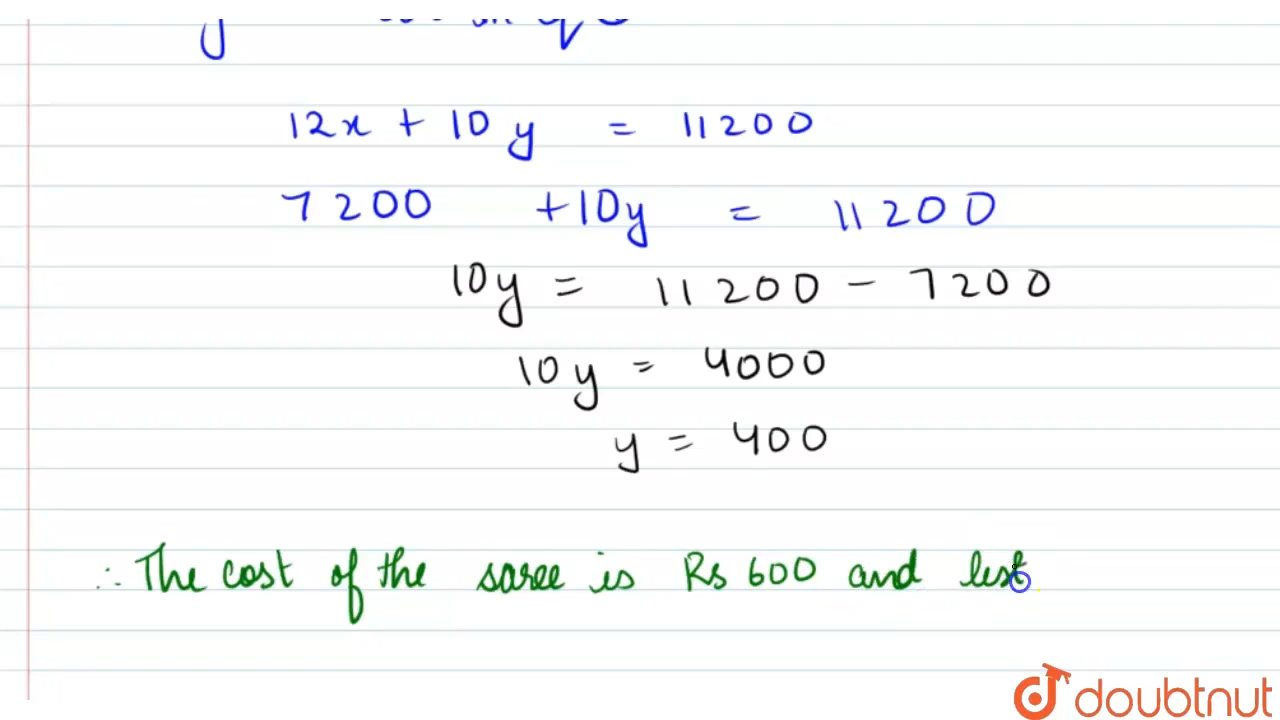 12x + 10y = 11200
7200 + 10y = 11200
10y = 11200 - 7200
10y = 4000
y = 400
∴ The cost of the saree is Rs 600 and list
doubtnut